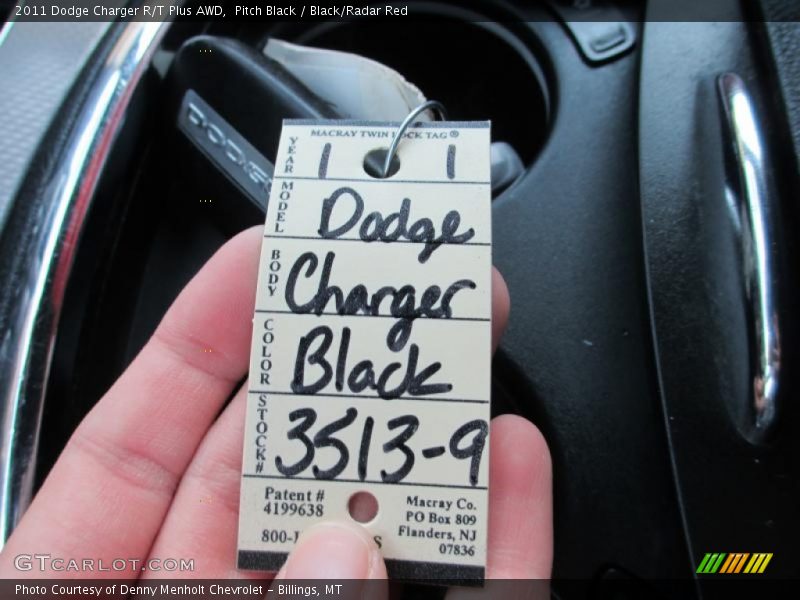 2011 Dodge Charger R/T Plus AWD,  Pitch Black / Black/Radar Red
DODGE
MACRAY TWIN LOCK TAG®
YEAR 1 1
MODEL Dodge
BODY Charger
COLOR Black
STOCK# 3513-9
Patent #
4199638
800-
Macray Co.
PO Box 809
Flanders, NJ
07836
GTCarLot.com
Photo Courtesy of Denny Menholt Chevrolet - Billings, MT